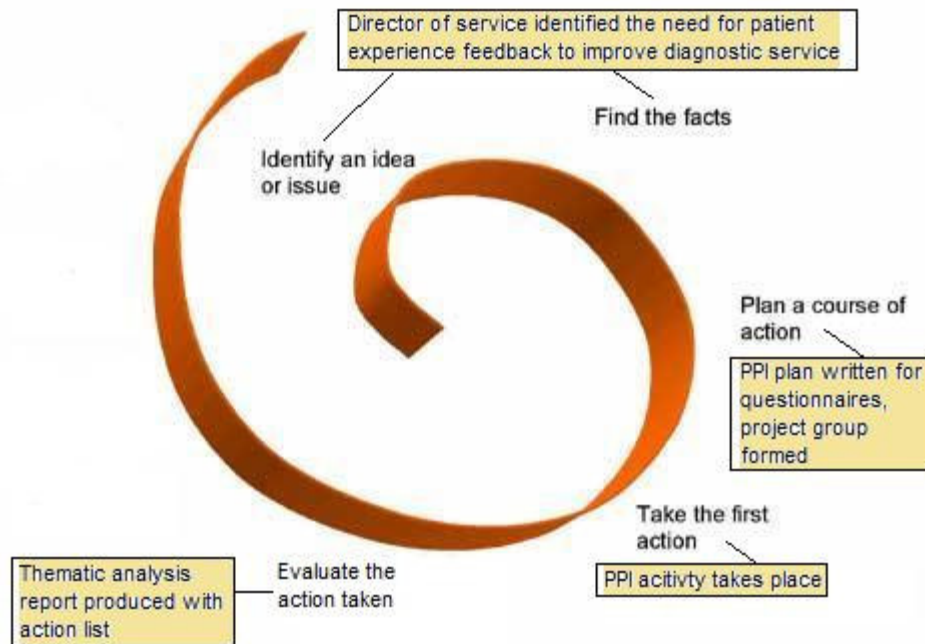 Director of service identified the need for patient
experience feedback to improve diagnostic service
Find the facts
Identify an idea
or issue
Plan a course of
action
PPI plan written for
questionnaires,
project group
formed
Take the first
action
PPI acitivty takes place
Evaluate the
action taken
Thematic analysis
report produced with
action list